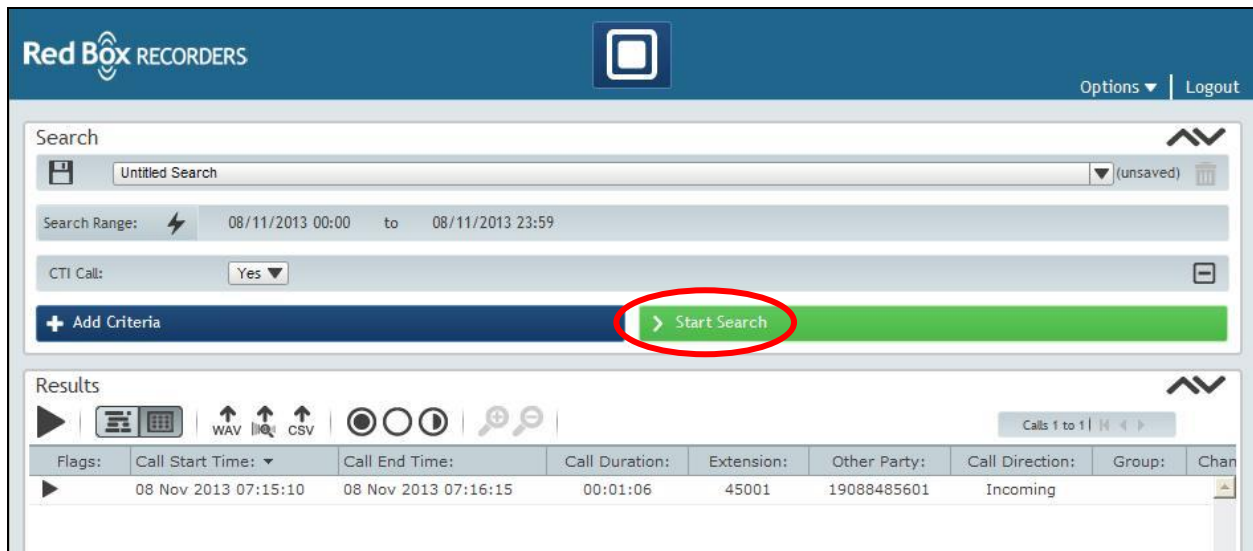 Red Box RECORDERS
Options Logout
Search
Untitled Search (unsaved)
Search Range: 08/11/2013 00:00 to 08/11/2013 23:59
CTI Call: Yes
Add Criteria Start Search
Results
WAV CSV Calls 1 to 1
Flags: Call Start Time: Call End Time: Call Duration: Extension: Other Party: Call Direction: Group: Chan
08 Nov 2013 07:15:10 08 Nov 2013 07:16:15 00:01:06 45001 19088485601 Incoming